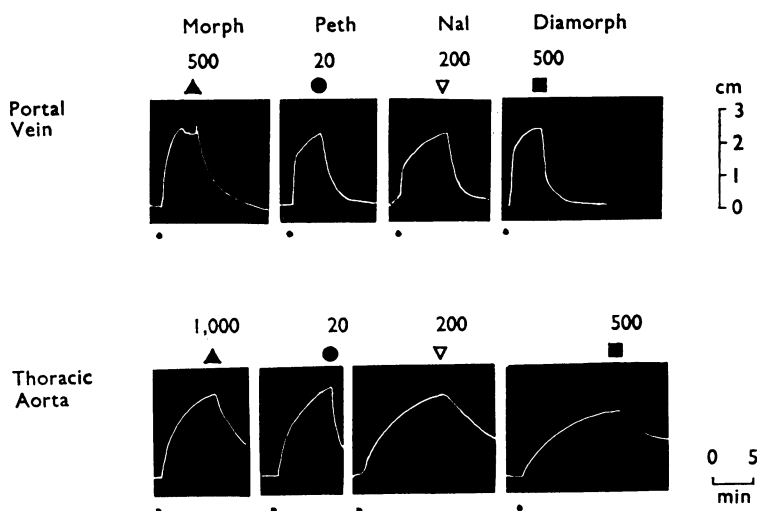 Morph Peth Nal Diamorph
500 20 200 500
Portal
Vein
cm
3
2
1
0
1,000 20 200 500
Thoracic
Aorta
0 5
min